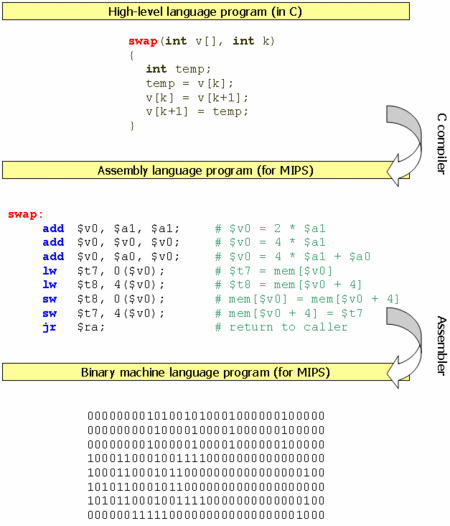 High-level language program (in C)
swap(int v[], int k)
{
int temp;
temp = v[k];
v[k] = v[k+1];
v[k+1] = temp;
}
C compiler
Assembly language program (for MIPS)
swap:
add $v0, $a1, $a1; # $v0 = 2 * $a1
add $v0, $v0, $v0; # $v0 = 4 * $a1
add $v0, $a0, $v0; # $v0 = 4 * $a1 + $a0
lw $t7, 0($v0); # $t7 = mem[$v0]
lw $t8, 4($v0); # $t8 = mem[$v0 + 4]
sw $t8, 0($v0); # mem[$v0] = mem[$v0 + 4]
sw $t7, 4($v0); # mem[$v0 + 4] = $t7
jr $ra; # return to caller
Assembler
Binary machine language program (for MIPS)
00000000101001010001000000100000
00000000010000100001000000100000
00000000100000100001000000100000
10001100010011110000000000000000
10001100010110000000000000000100
10101100010110000000000000000000
10101100010011110000000000000100
00000011111000000000000000001000